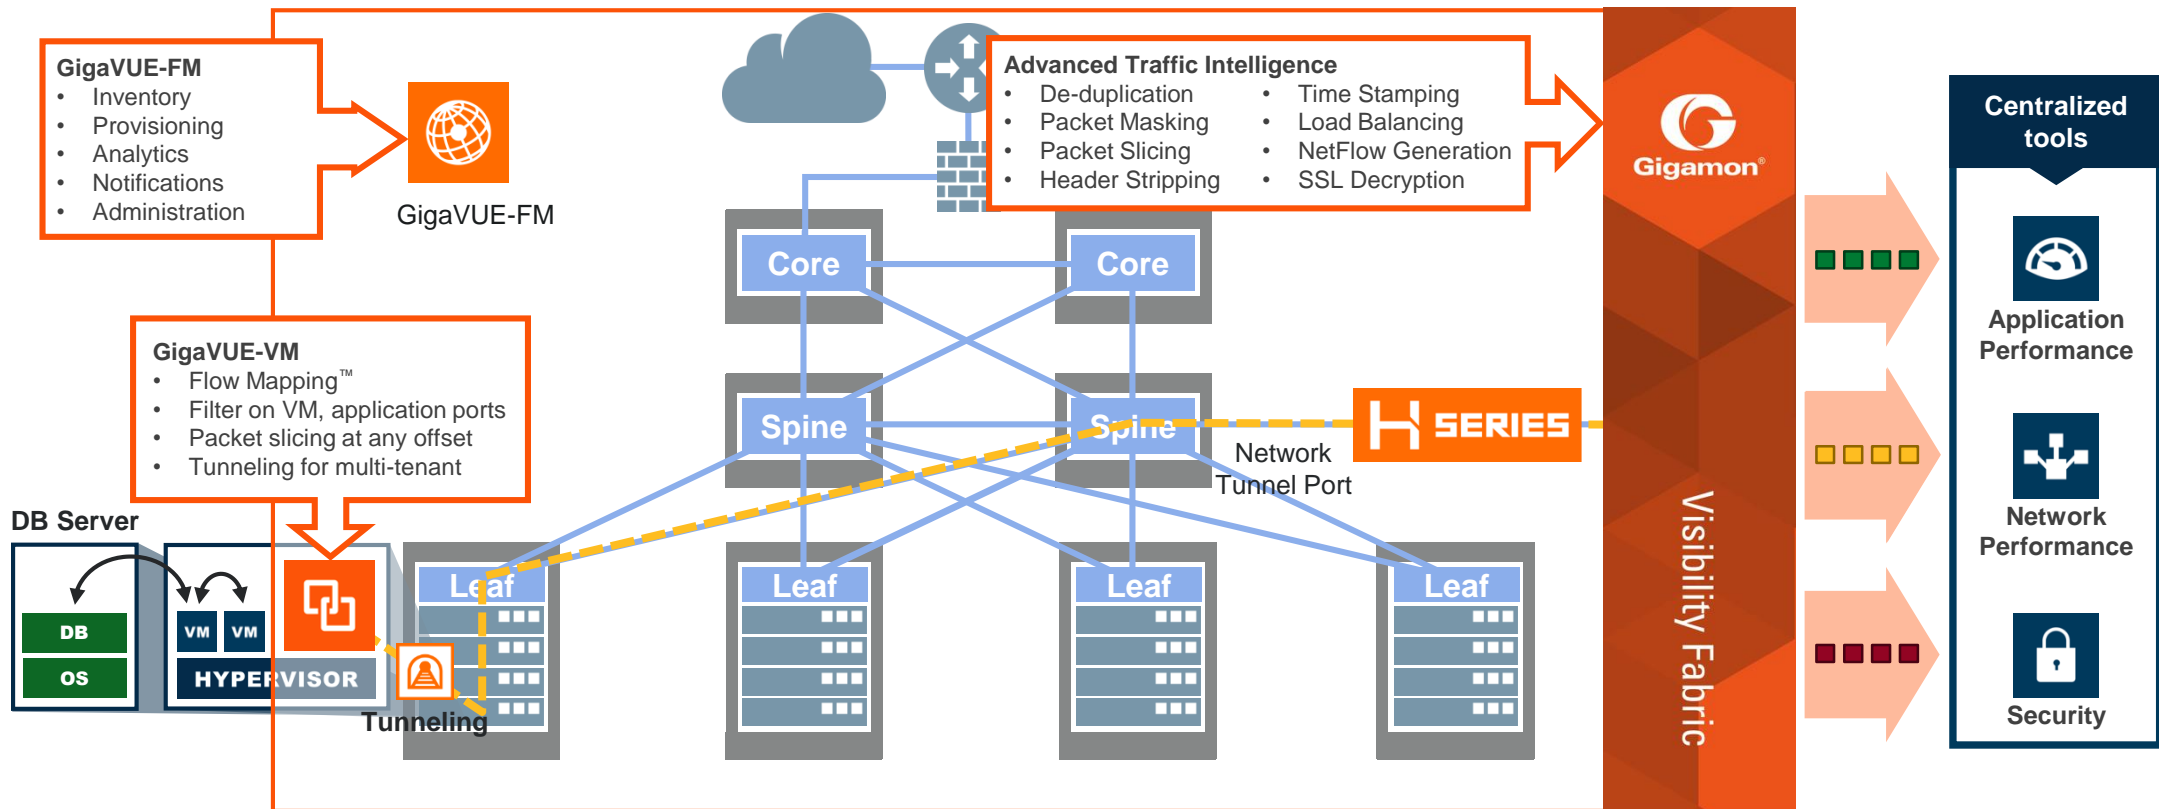 GigaVUE-FM
• Inventory
• Provisioning
• Analytics
• Notifications
• Administration
GigaVUE-FM
Advanced Traffic Intelligence
• De-duplication
• Packet Masking
• Packet Slicing
• Header Stripping
• Time Stamping
• Load Balancing
• NetFlow Generation
• SSL Decryption
Gigamon®
Centralized
tools
Core
Core
GigaVUE-VM
• Flow Mapping™
• Filter on VM, application ports
• Packet slicing at any offset
• Tunneling for multi-tenant
Application
Performance
Spine
Spine
H SERIES
Network
Tunnel Port
Visibility Fabric
Network
Performance
DB Server
DB
OS
VM
VM
HYPERVISOR
Tunneling
Leaf
Leaf
Leaf
Leaf
Security